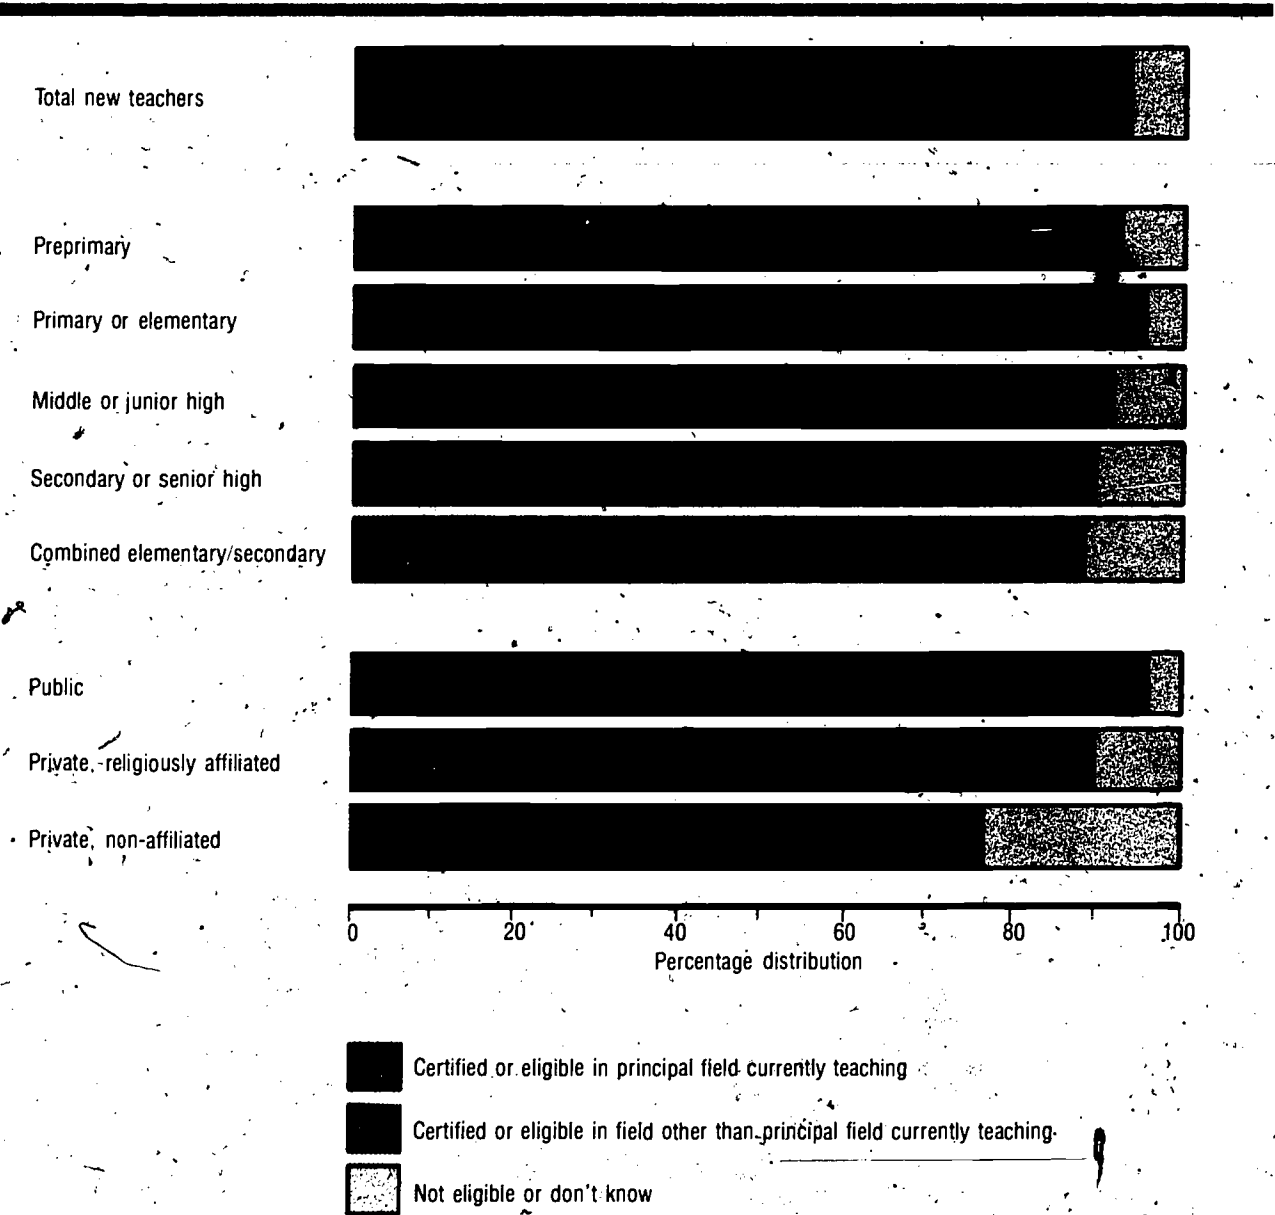 Total new teachers
Preprimary
Primary or elementary
Middle or junior high
Secondary or senior high
Combined elementary/secondary
Public
Private, religiously affiliated
Private, non-affiliated
0 20 40 60 80 100
Percentage distribution
Certified or eligible in principal field currently teaching
Certified or eligible in field other than principal field currently teaching
Not eligible or don't know